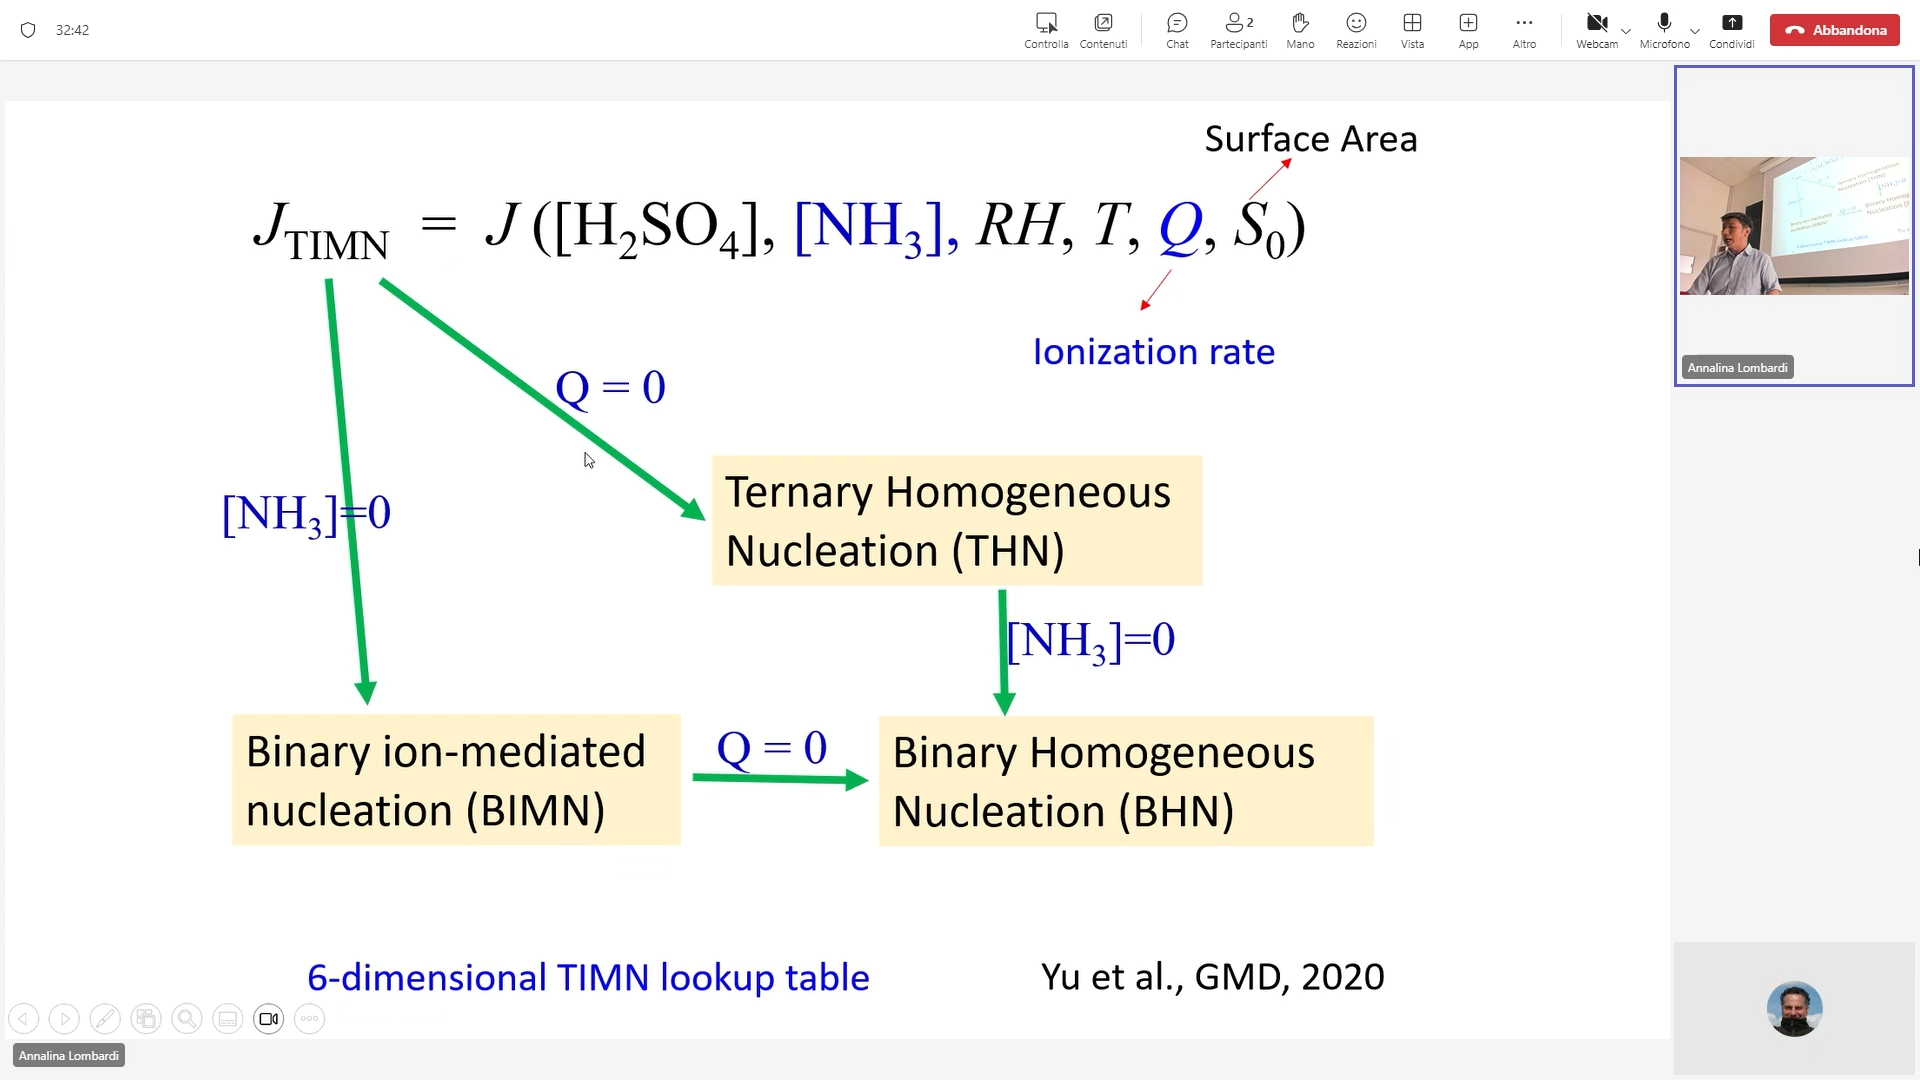 32:42
Controlla
Contenuti
Chat
2
Partecipanti
Mano
Reazioni
Vista
App
Altro
Webcam
Microfono
Condividi
Abbandona
Surface Area
J_TIMN = J ([H₂SO₄], [NH₃], RH, T, Q, S₀)
Ionization rate
Q = 0
[NH₃]=0
Ternary Homogeneous
Nucleation (THN)
[NH₃]=0
Binary ion-mediated
nucleation (BIMN)
Q = 0
Binary Homogeneous
Nucleation (BHN)
6-dimensional TIMN lookup table
Yu et al., GMD, 2020
Annalina Lombardi
Annalina Lombardi